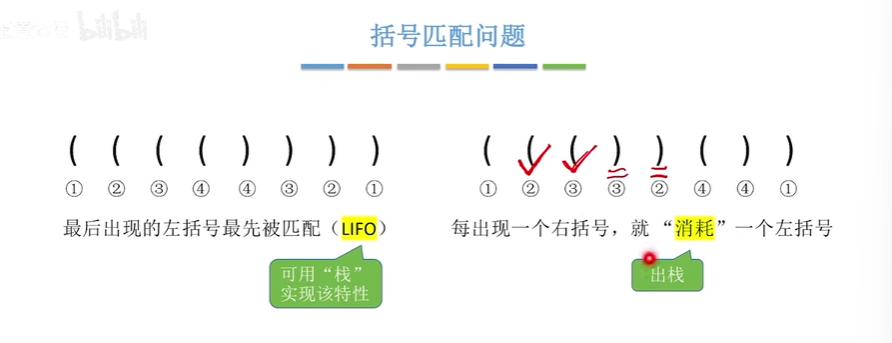 bilibili
括号匹配问题
( ( ( ( ) ) ) )
① ② ③ ④ ④ ③ ② ①
最后出现的左括号最先被匹配（LIFO）
可用“栈”
实现该特性
( ( ( ) ) ( ) )
① ② ③ ③ ② ④ ④ ①
每出现一个右括号，就 “消耗”一个左括号
出栈